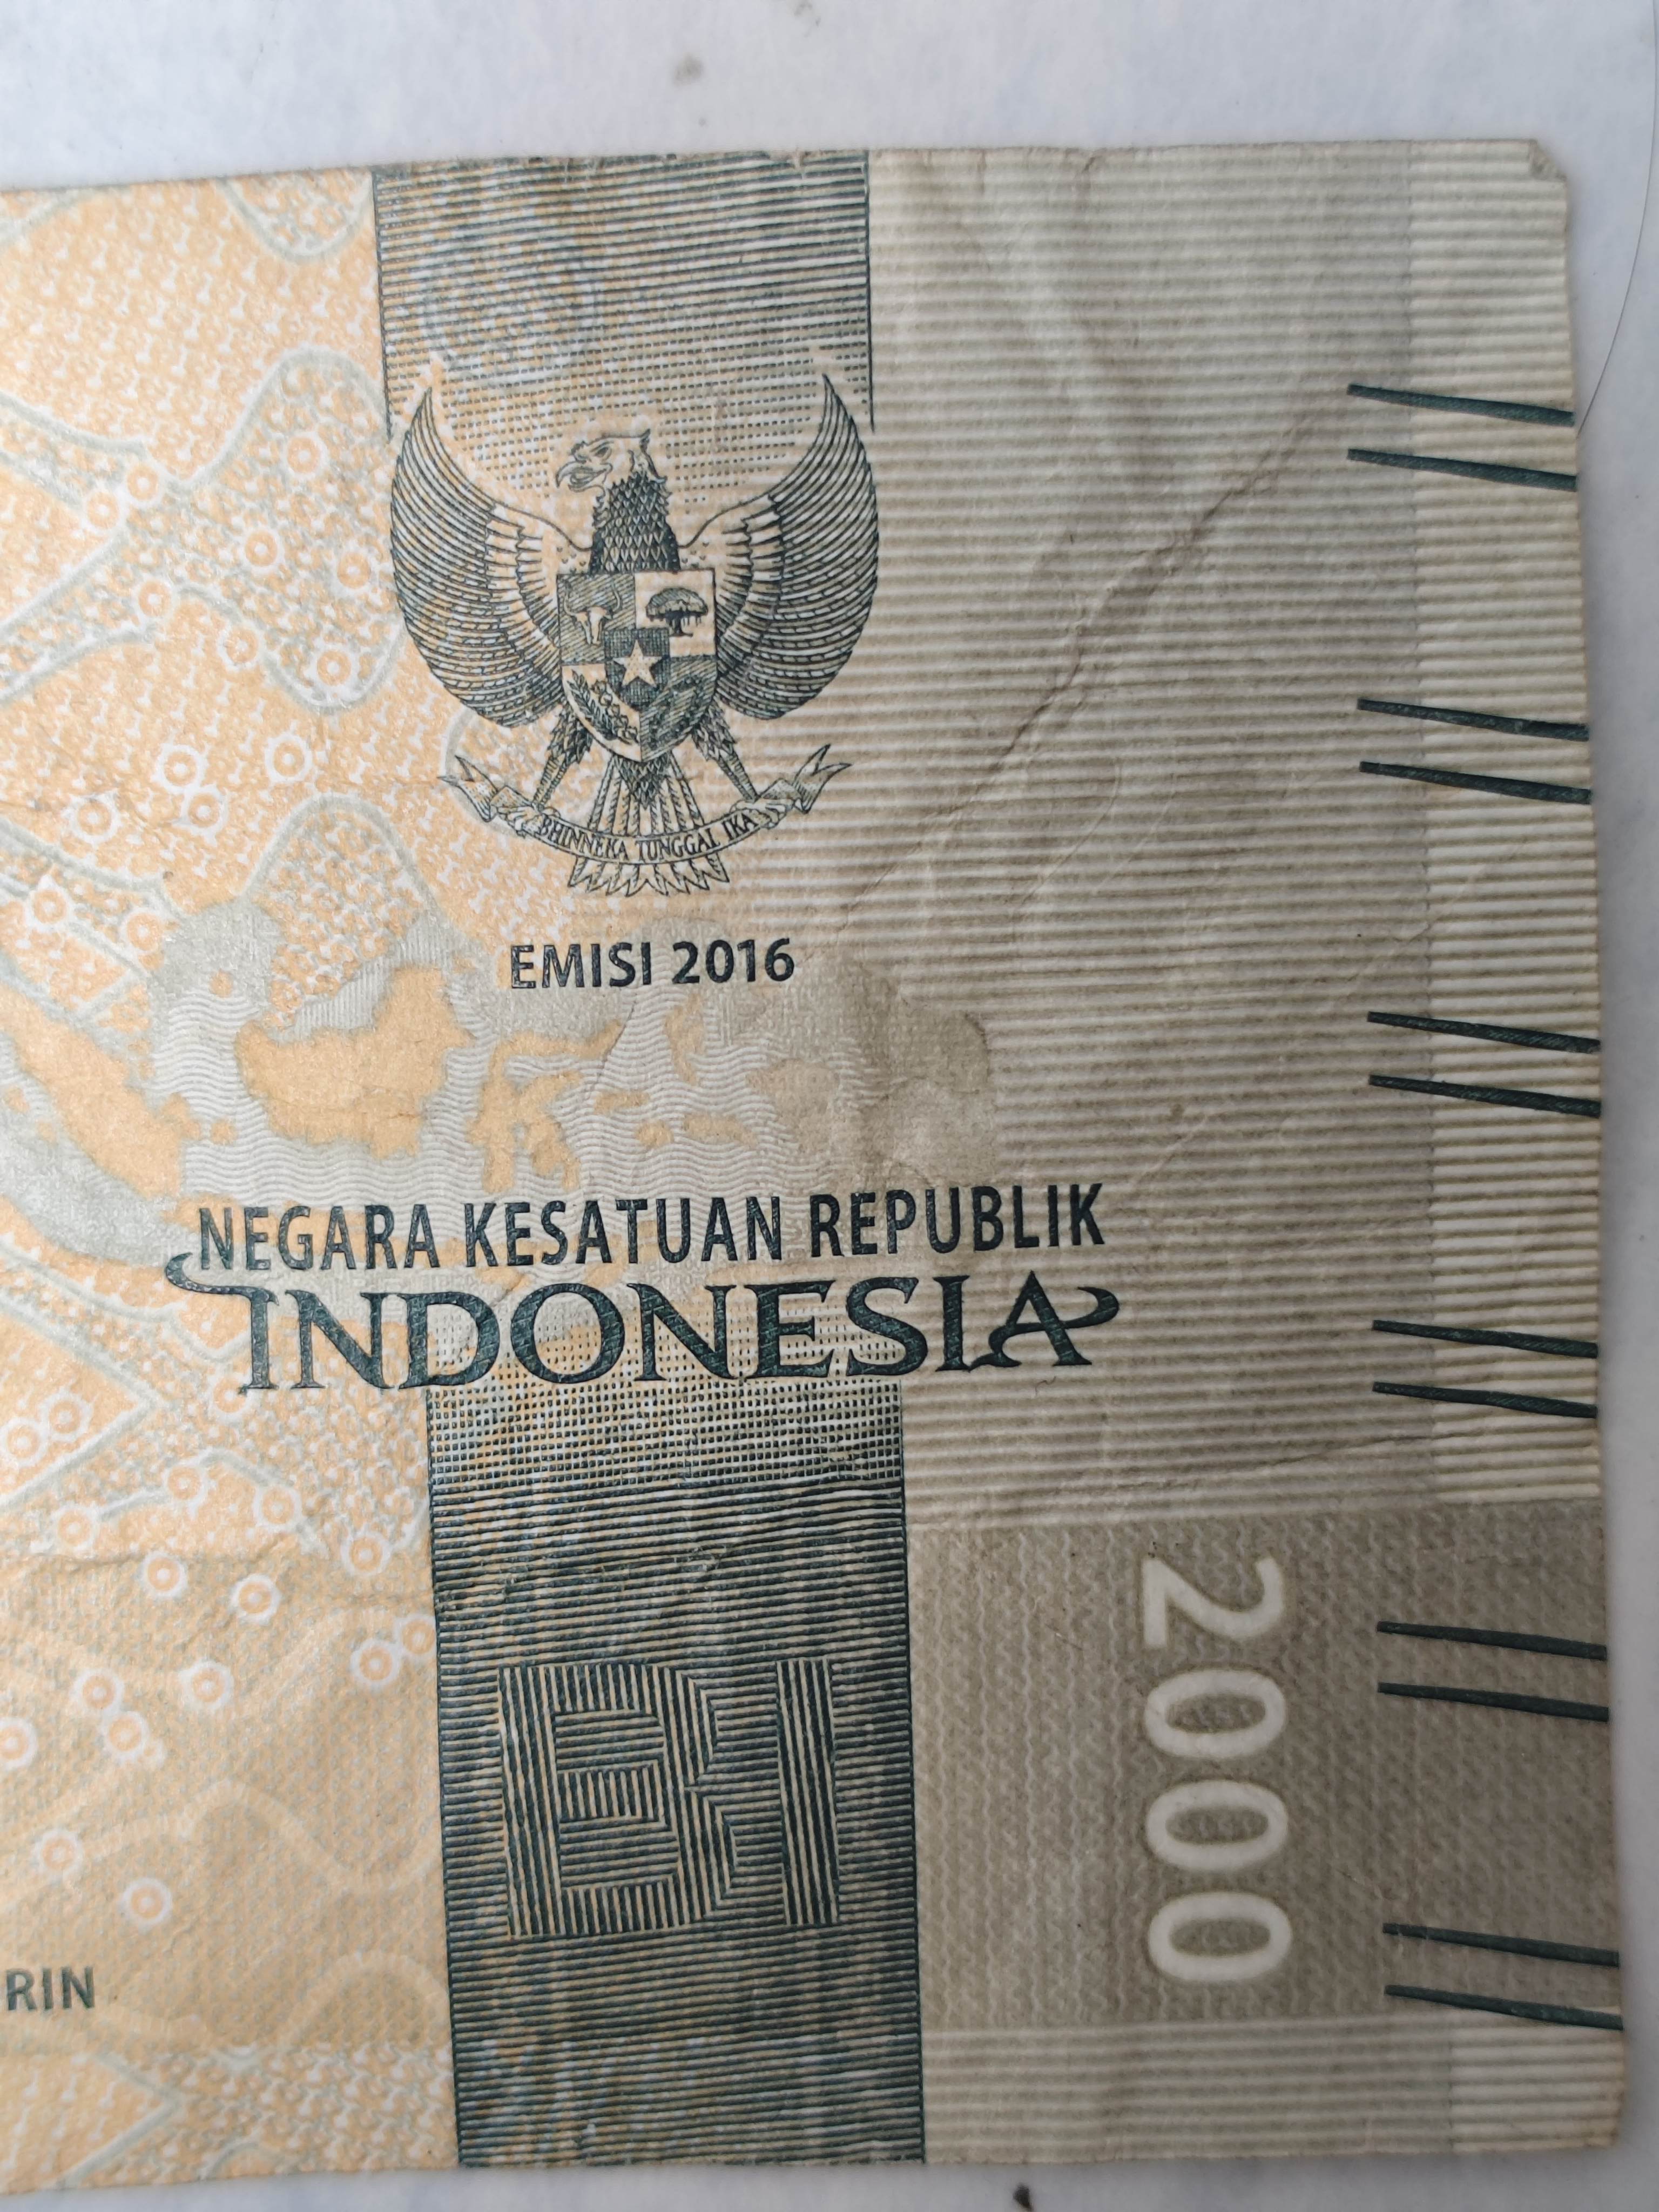 BHINNEKA TUNGGAL IKA
EMISI 2016
NEGARA KESATUAN REPUBLIK
INDONESIA
BI
2000
RIN